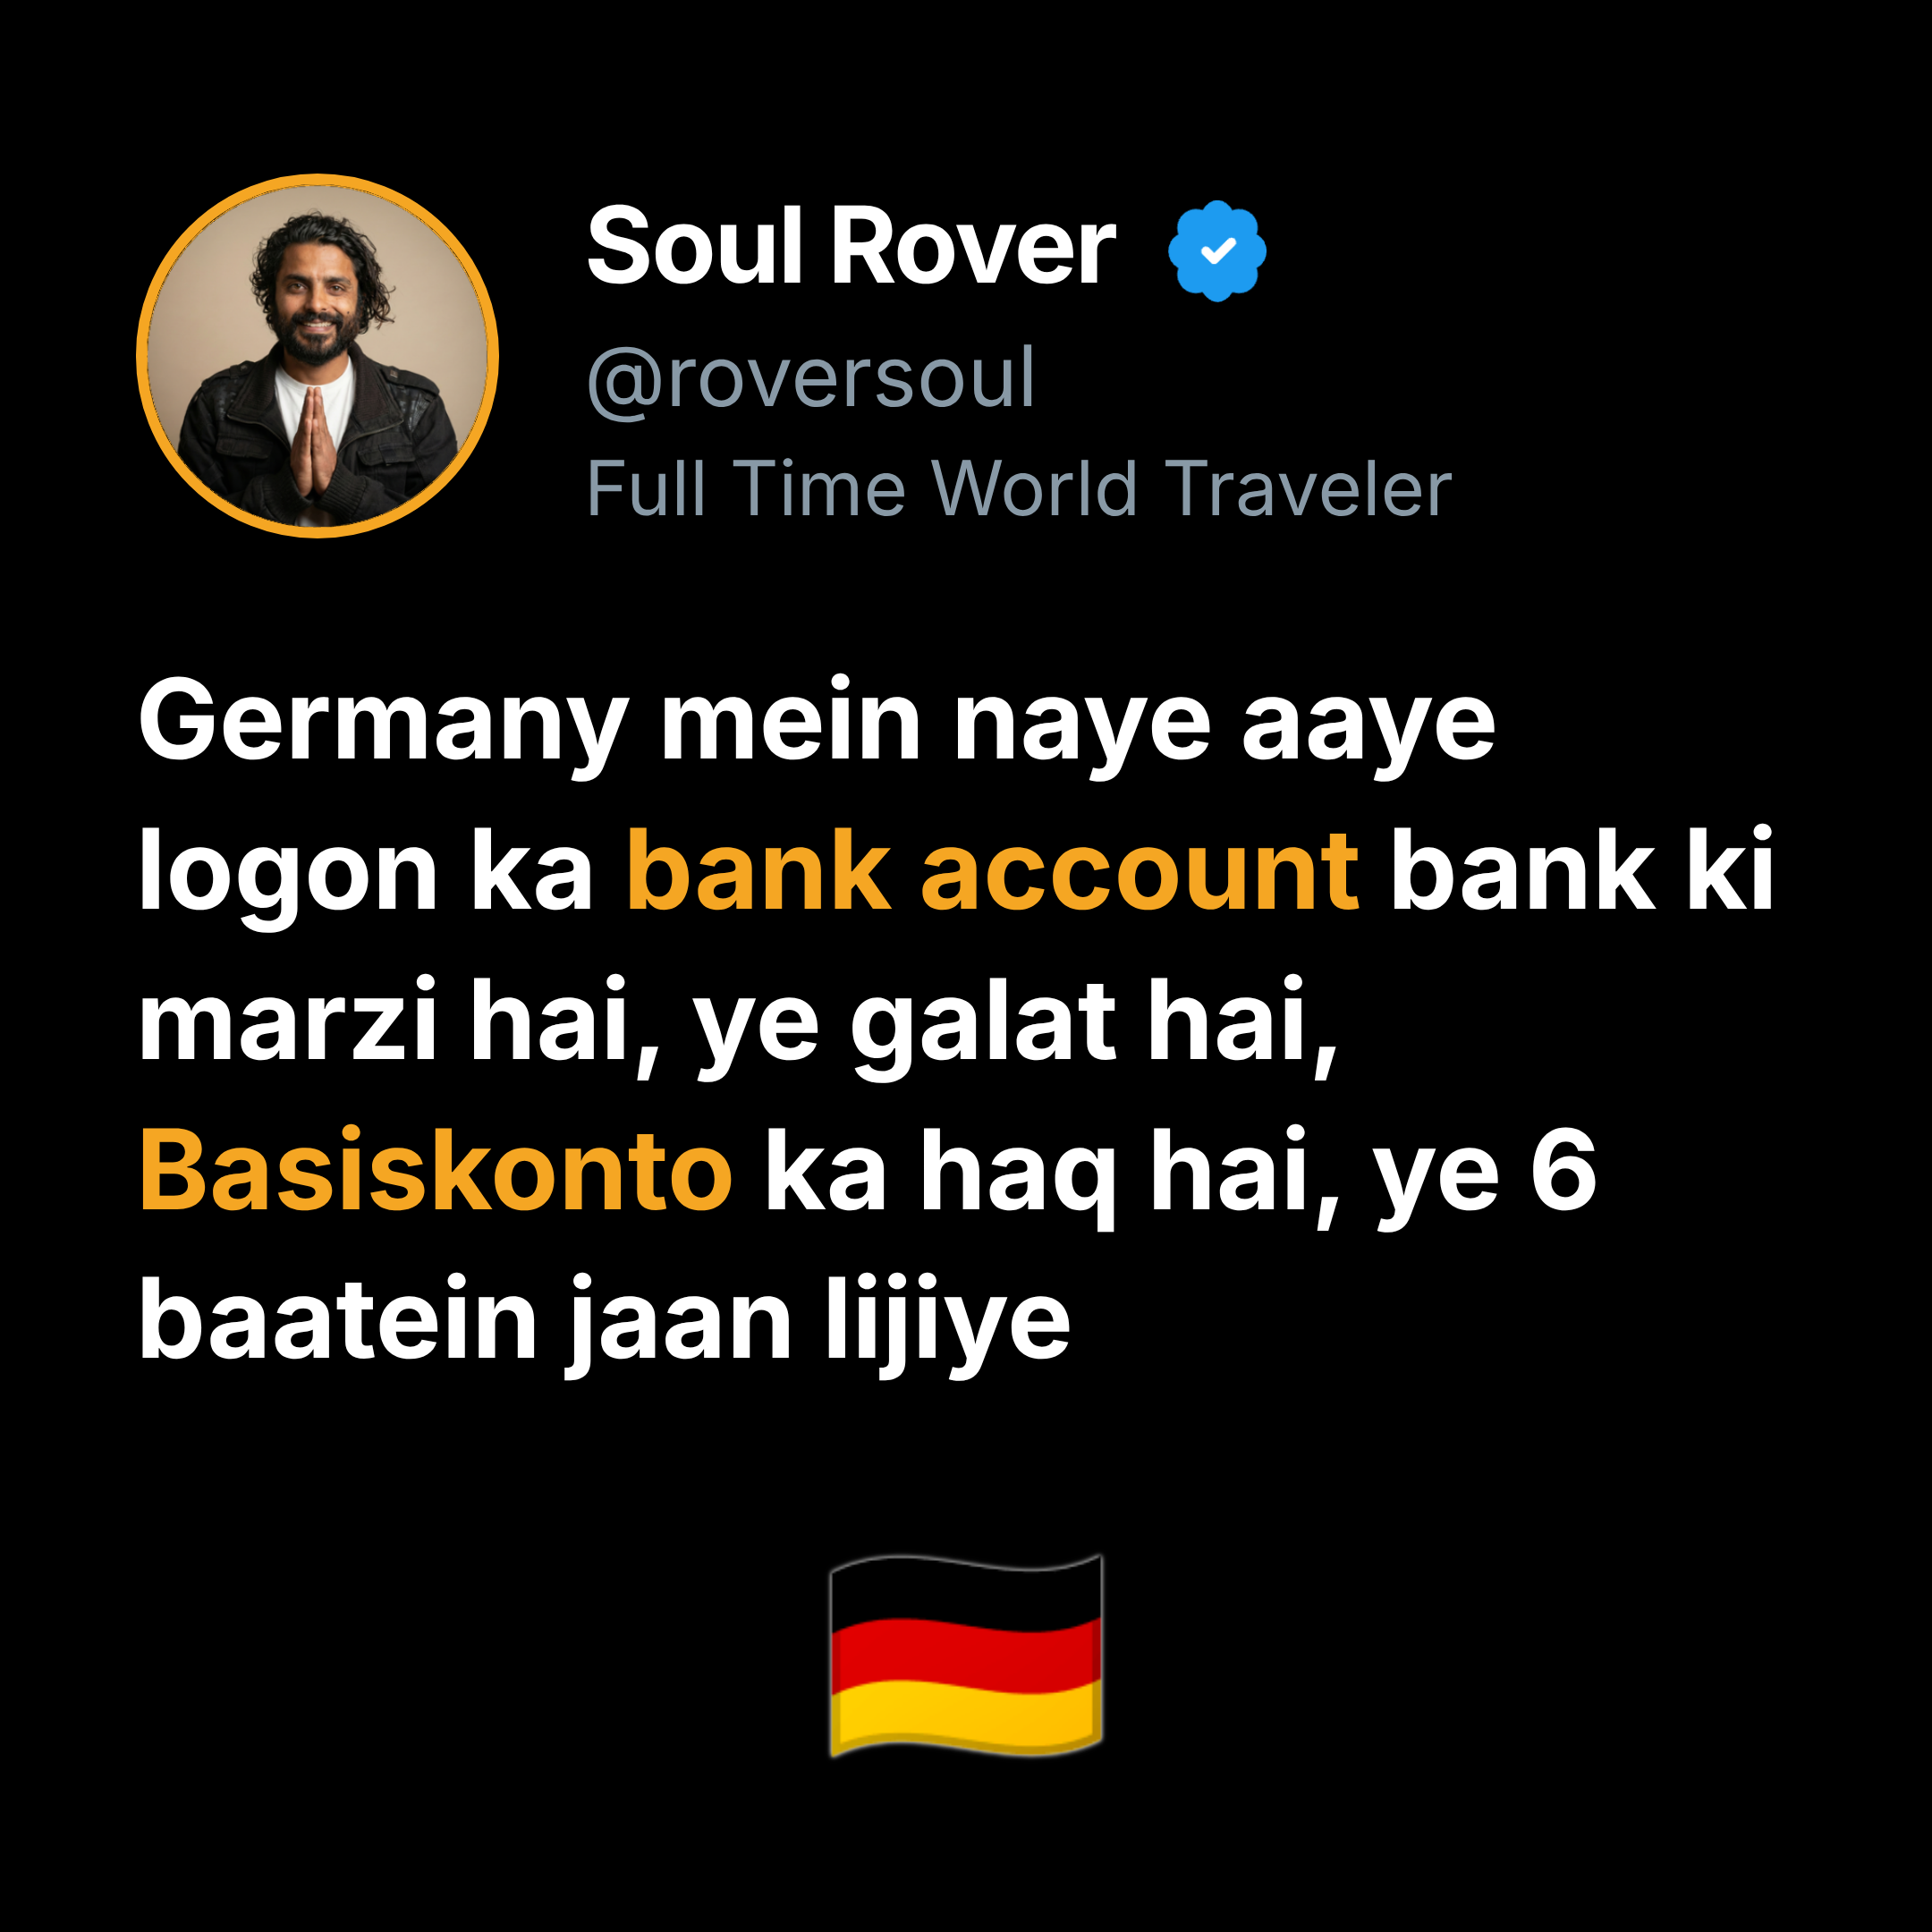 Soul Rover
@roversoul
Full Time World Traveler
Germany mein naye aaye
logon ka bank account bank ki
marzi hai, ye galat hai,
Basiskonto ka haq hai, ye 6
baatein jaan lijiye